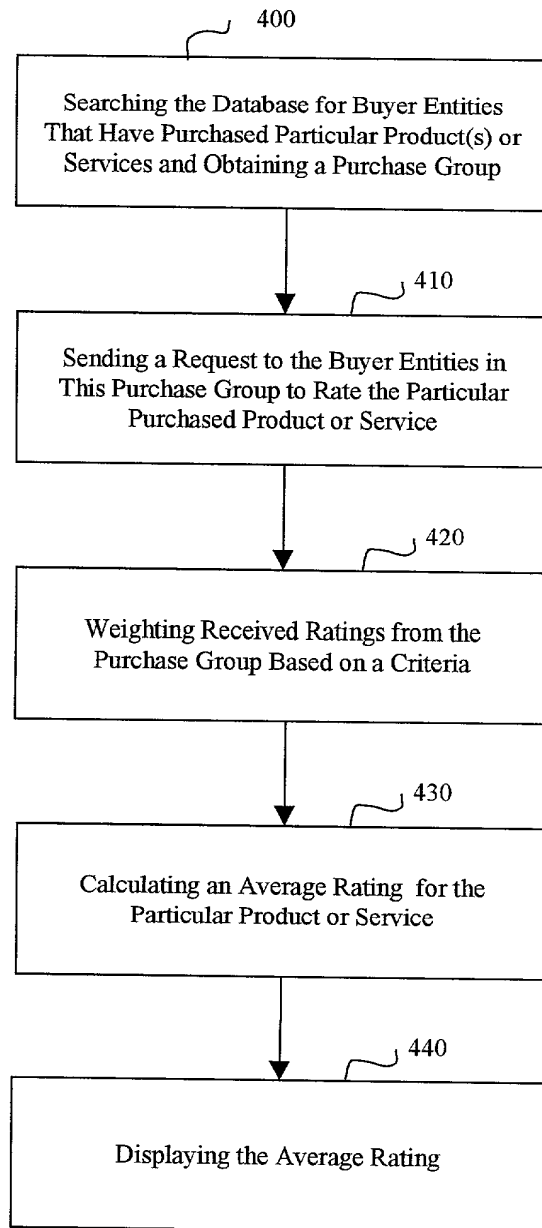 400
Searching the Database for Buyer Entities
That Have Purchased Particular Product(s) or
Services and Obtaining a Purchase Group
410
Sending a Request to the Buyer Entities in
This Purchase Group to Rate the Particular
Purchased Product or Service
420
Weighting Received Ratings from the
Purchase Group Based on a Criteria
430
Calculating an Average Rating for the
Particular Product or Service
440
Displaying the Average Rating